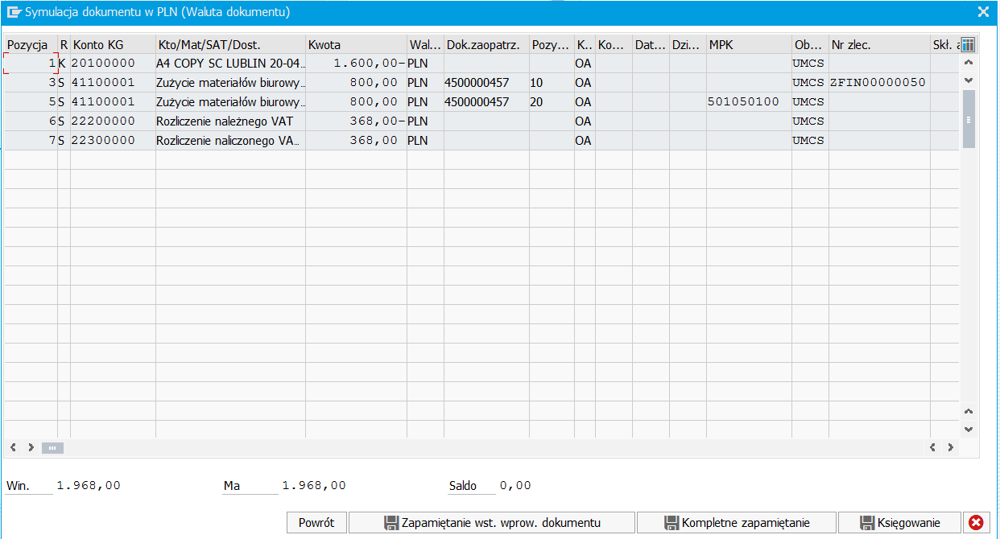 Symulacja dokumentu w PLN (Waluta dokumentu)
Pozycja R Konto KG Kto/Mat/SAT/Dost. Kwota Wal... Dok.zaopatrz. Pozy... K.. Ko... Dat... Dzi... MPK Ob... Nr zlec. Skł. a
1 K 20100000 A4 COPY SC LUBLIN 20-04... 1.600,00- PLN OA UMCS
3 S 41100001 Zużycie materiałów biurowy... 800,00 PLN 4500000457 10 OA UMCS ZFIN00000050
5 S 41100001 Zużycie materiałów biurowy... 800,00 PLN 4500000457 20 OA 501050100 UMCS
6 S 22200000 Rozliczenie należnego VAT 368,00- PLN OA UMCS
7 S 22300000 Rozliczenie naliczonego VA... 368,00 PLN OA UMCS
Win. 1.968,00 Ma 1.968,00 Saldo 0,00
Powrót Zapamiętanie wst. wprow. dokumentu Kompletne zapamiętanie Księgowanie